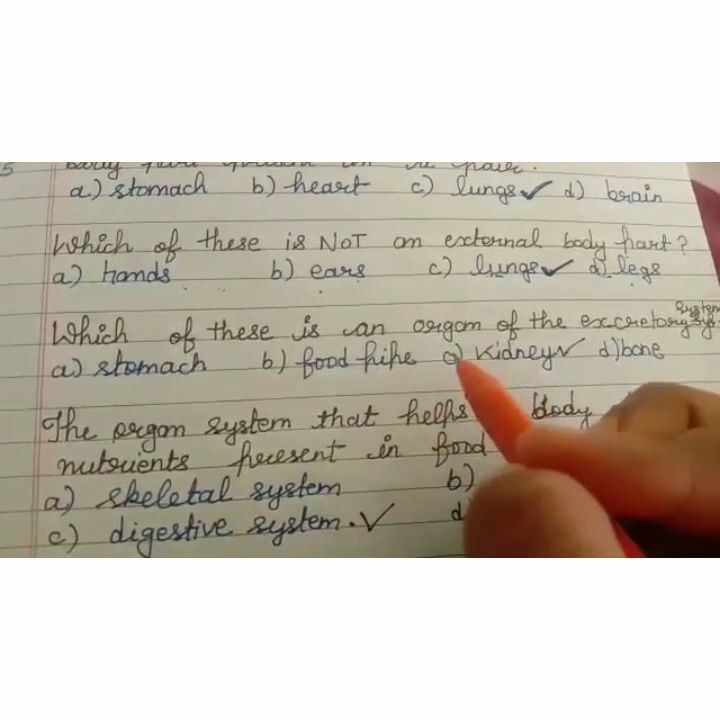 5
a) stomach b) heart c) lungs ✓ d) brain
Which of these is NOT an external body part?
a) hands b) ears c) lungs ✓ d) legs
system
Which of these is an organ of the excretory
a) stomach b) food pipe c) kidney ✓ d) bone
The organ system that helps body
nutrients present in food
a) skeletal system b)
c) digestive system. ✓ d